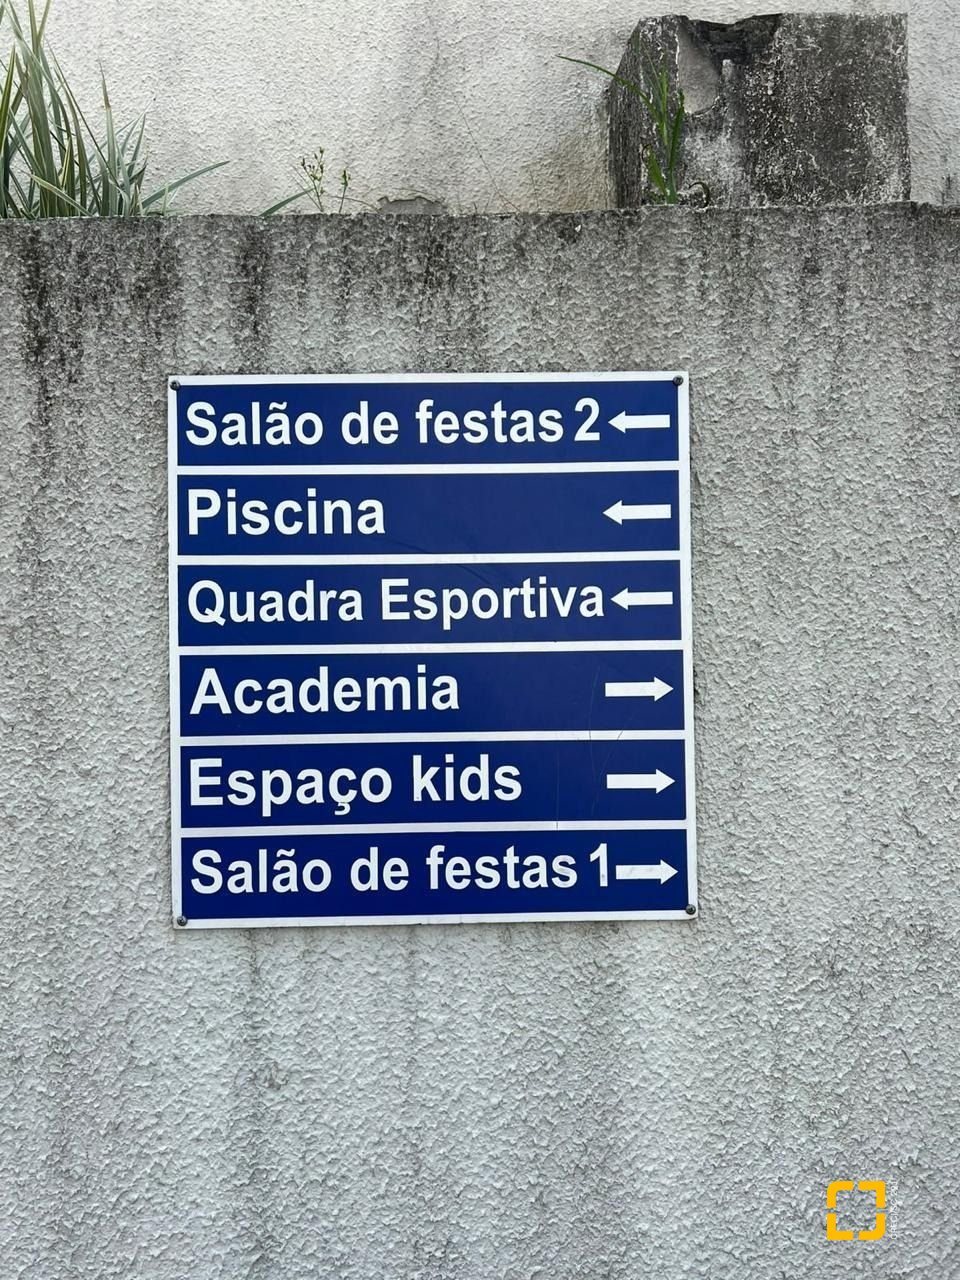 Salão de festas 2
Piscina
Quadra Esportiva
Academia
Espaço kids
Salão de festas 1